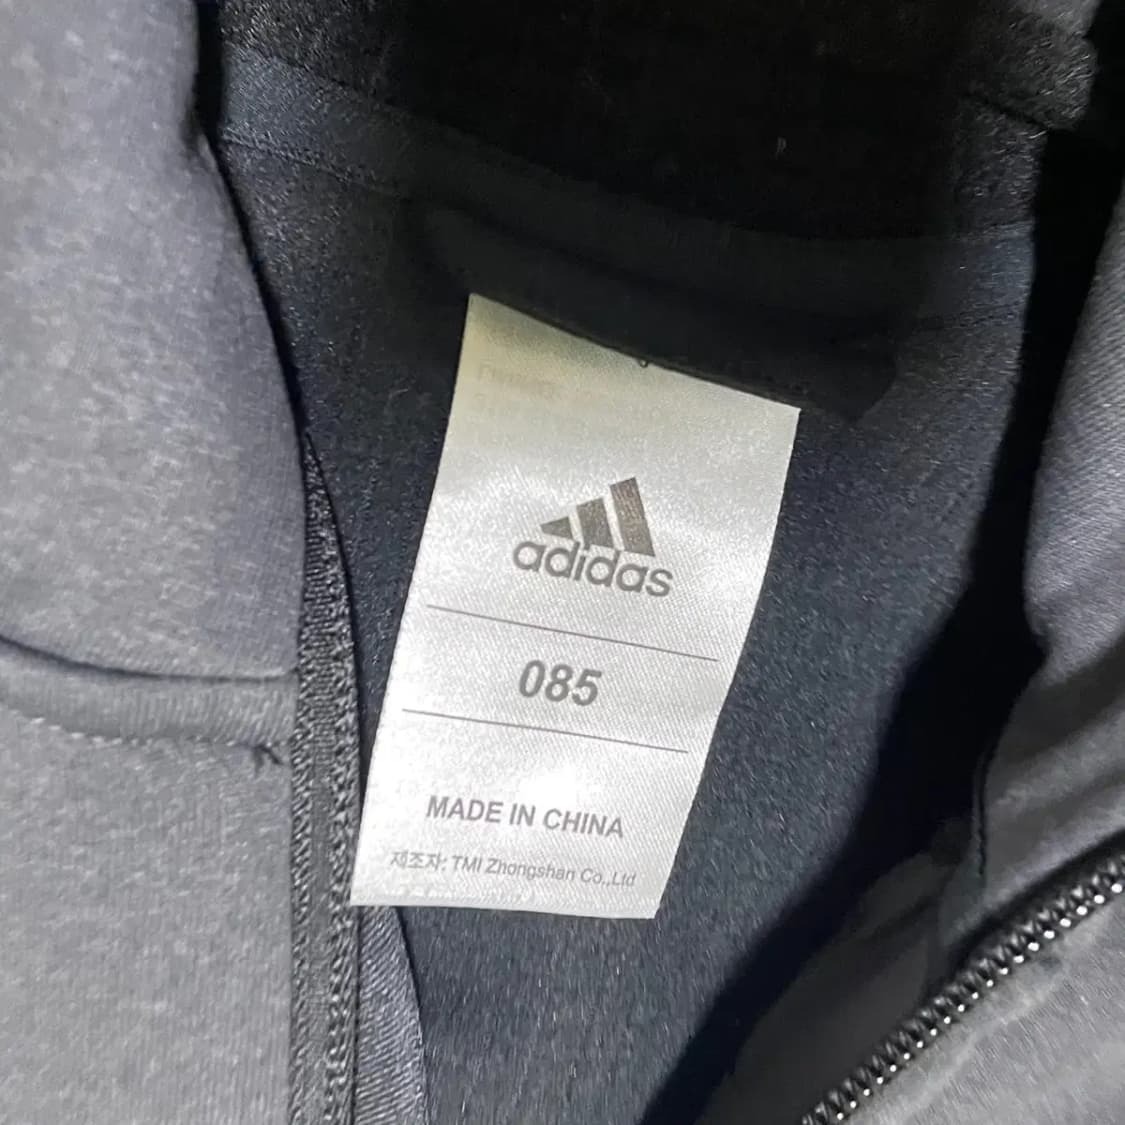 adidas
085
MADE IN CHINA
제조자: TMI Zhongshan Co.,Ltd